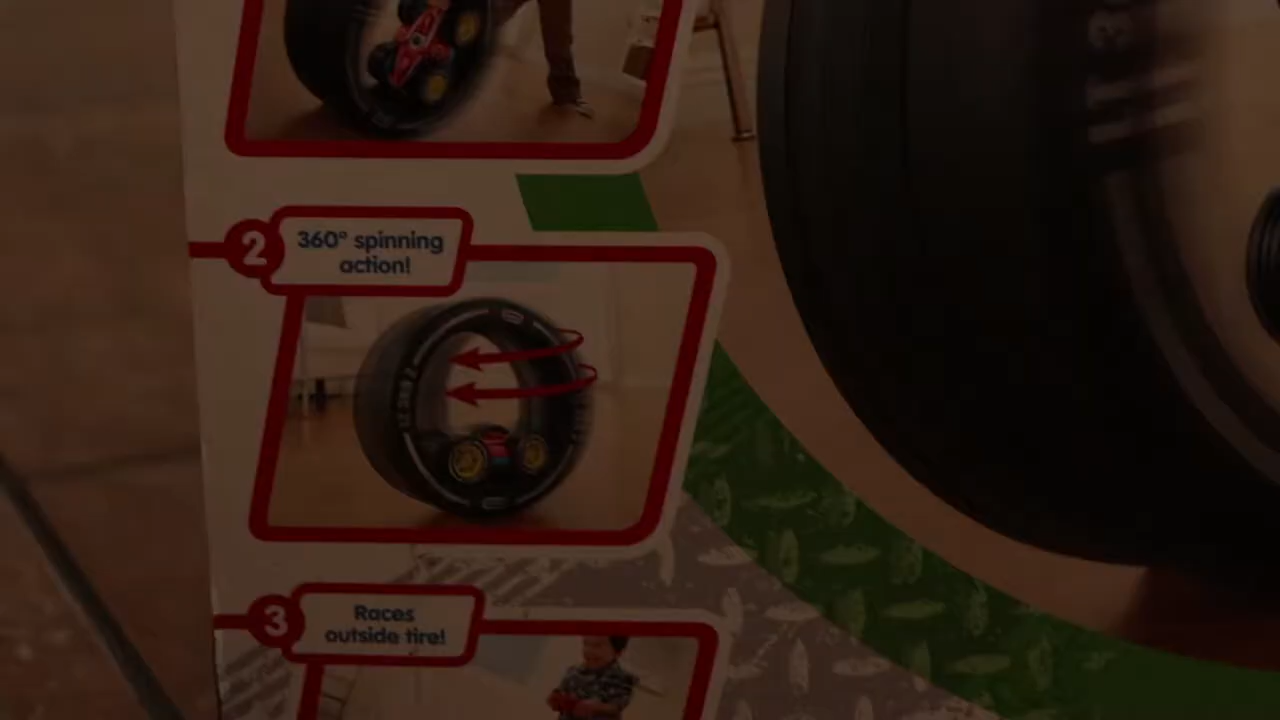 2
360° spinning
action!
3
Races
outside tire!